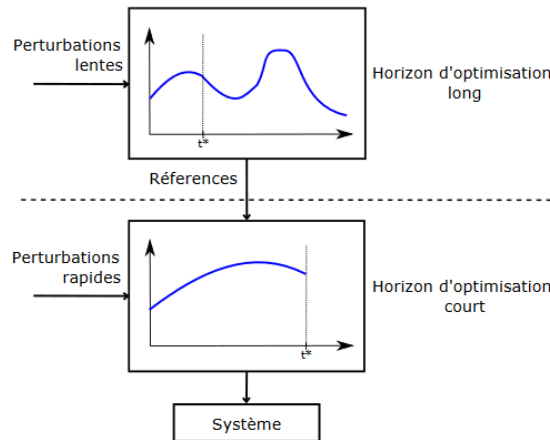 Perturbations
lentes
t*
Horizon d'optimisation
long
Réferences
Perturbations
rapides
t*
Horizon d'optimisation
court
Système